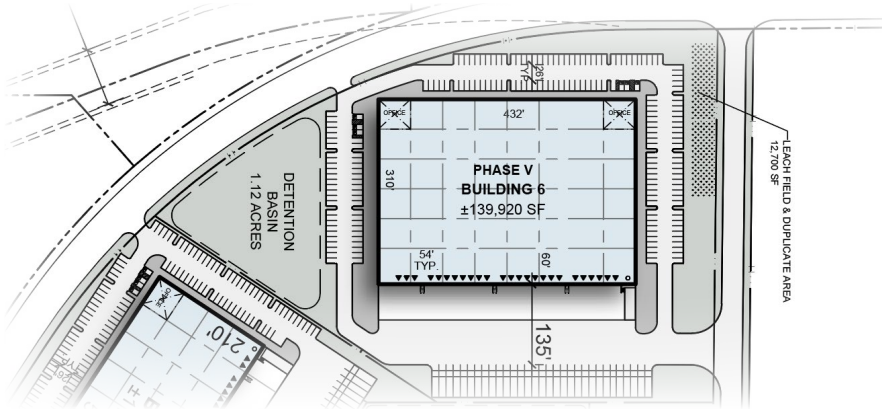 26'
TYP.
OFFICE
432'
OFFICE
LEACH FIELD & DUPLICATE AREA
12,700 SF
310'
PHASE V
BUILDING 6
±139,920 SF
DETENTION
BASIN
1.12 ACRES
54'
TYP.
60'
135'
OFFICE
210'